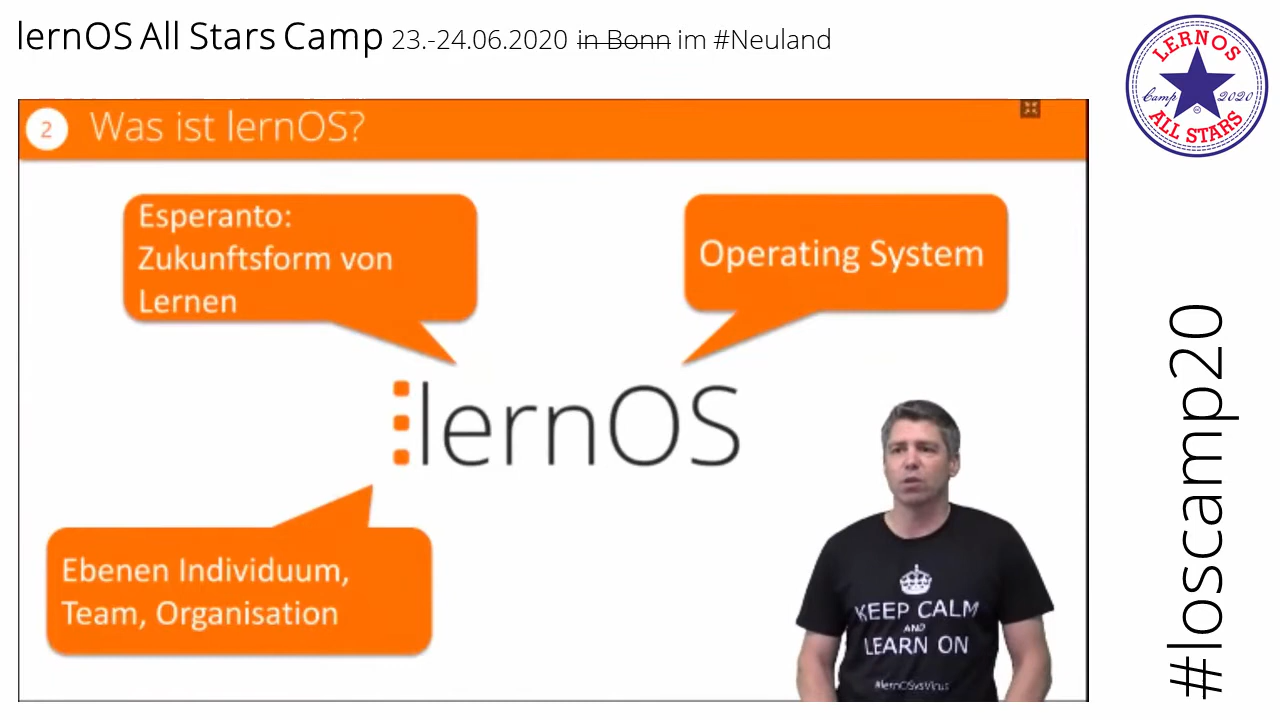 lernOS All Stars Camp 23.-24.06.2020 in Bonn im #Neuland
LERNOS
Camp 2020
ALL STARS
2 Was ist lernOS?
Esperanto:
Zukunftsform von
Lernen
Operating System
lernOS
Ebenen Individuum,
Team, Organisation
KEEP CALM
AND
LEARN ON
#lernOSvsVirus
#loscamp20